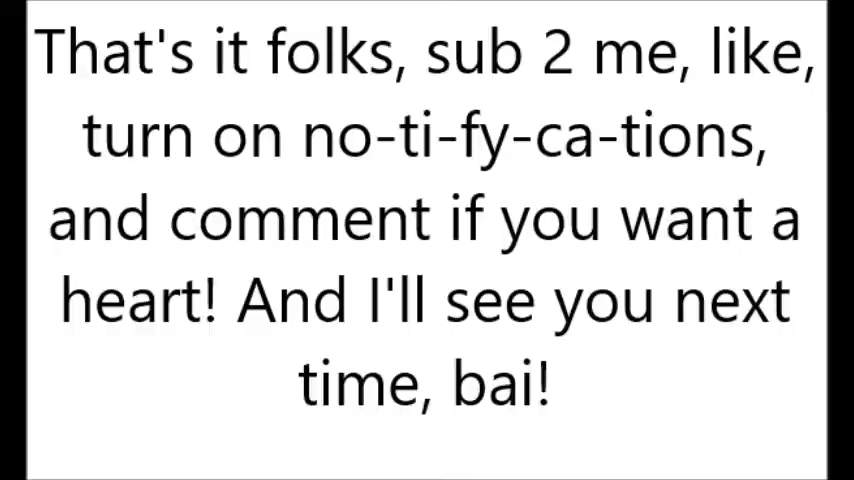 That's it folks, sub 2 me, like,
turn on no-ti-fy-ca-tions,
and comment if you want a
heart! And I'll see you next
time, bai!